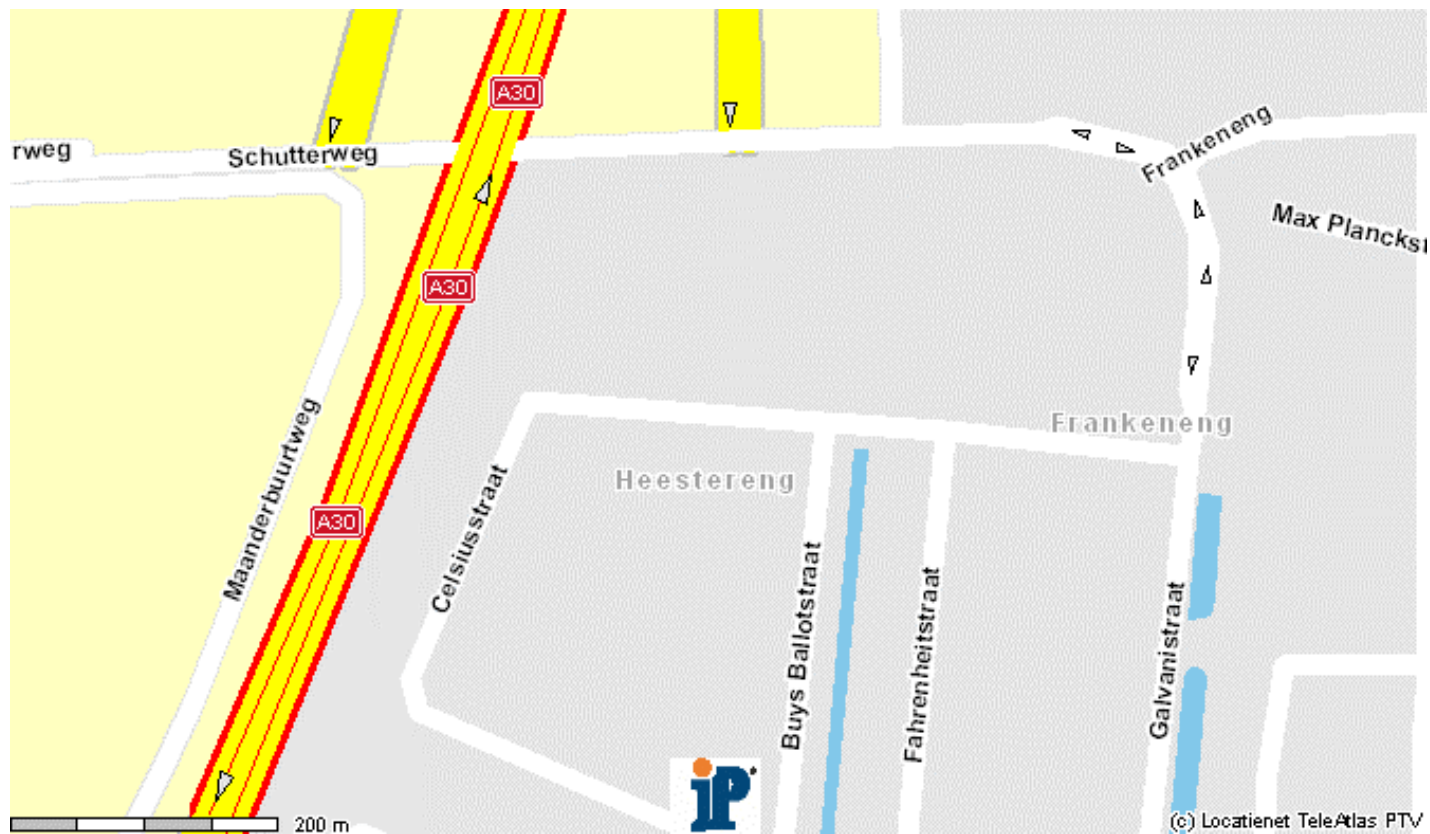 A30
rweg
Schutterweg
Frankeneng
Max Planckst
A30
Frankeneng
Heestereng
Maanderbuurtweg
Celsiusstraat
A30
Buys Ballotstraat
Fahrenheitstraat
Galvanistraat
iP
200 m
(c) Locatienet TeleAtlas PTV